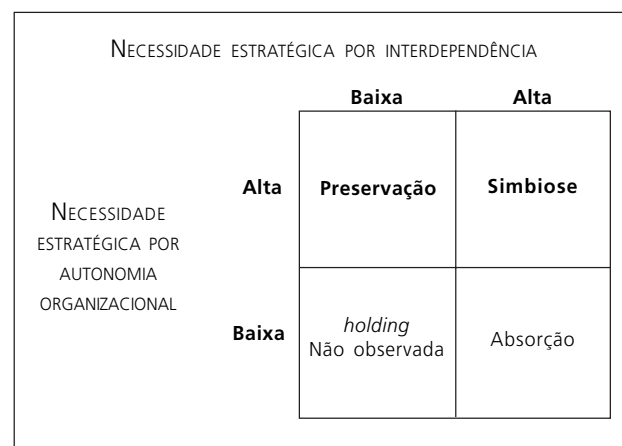 NECESSIDADE ESTRATÉGICA POR INTERDEPENDÊNCIA
Baixa Alta
NECESSIDADE
ESTRATÉGICA POR
AUTONOMIA
ORGANIZACIONAL
Alta Preservação Simbiose
Baixa
holding
Não observada
Absorção